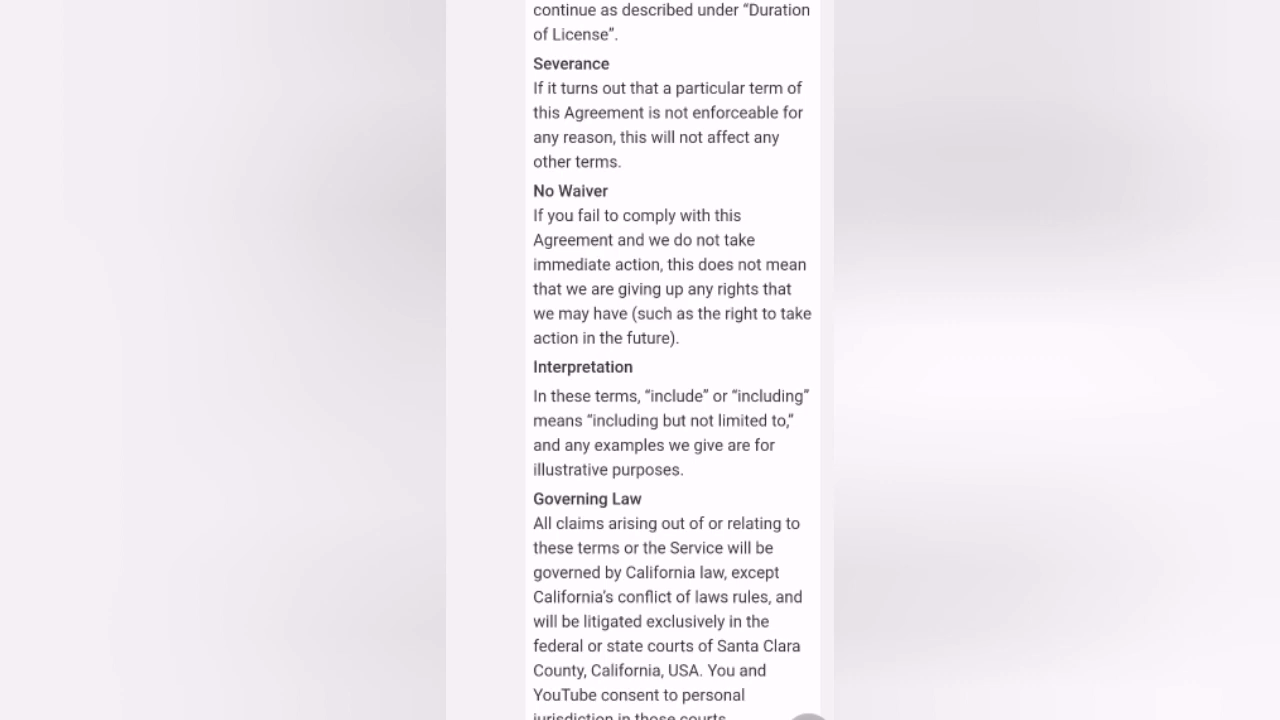 continue as described under “Duration
of License”.
Severance
If it turns out that a particular term of
this Agreement is not enforceable for
any reason, this will not affect any
other terms.
No Waiver
If you fail to comply with this
Agreement and we do not take
immediate action, this does not mean
that we are giving up any rights that
we may have (such as the right to take
action in the future).
Interpretation
In these terms, “include” or “including”
means “including but not limited to,”
and any examples we give are for
illustrative purposes.
Governing Law
All claims arising out of or relating to
these terms or the Service will be
governed by California law, except
California’s conflict of laws rules, and
will be litigated exclusively in the
federal or state courts of Santa Clara
County, California, USA. You and
YouTube consent to personal
jurisdiction in those courts.